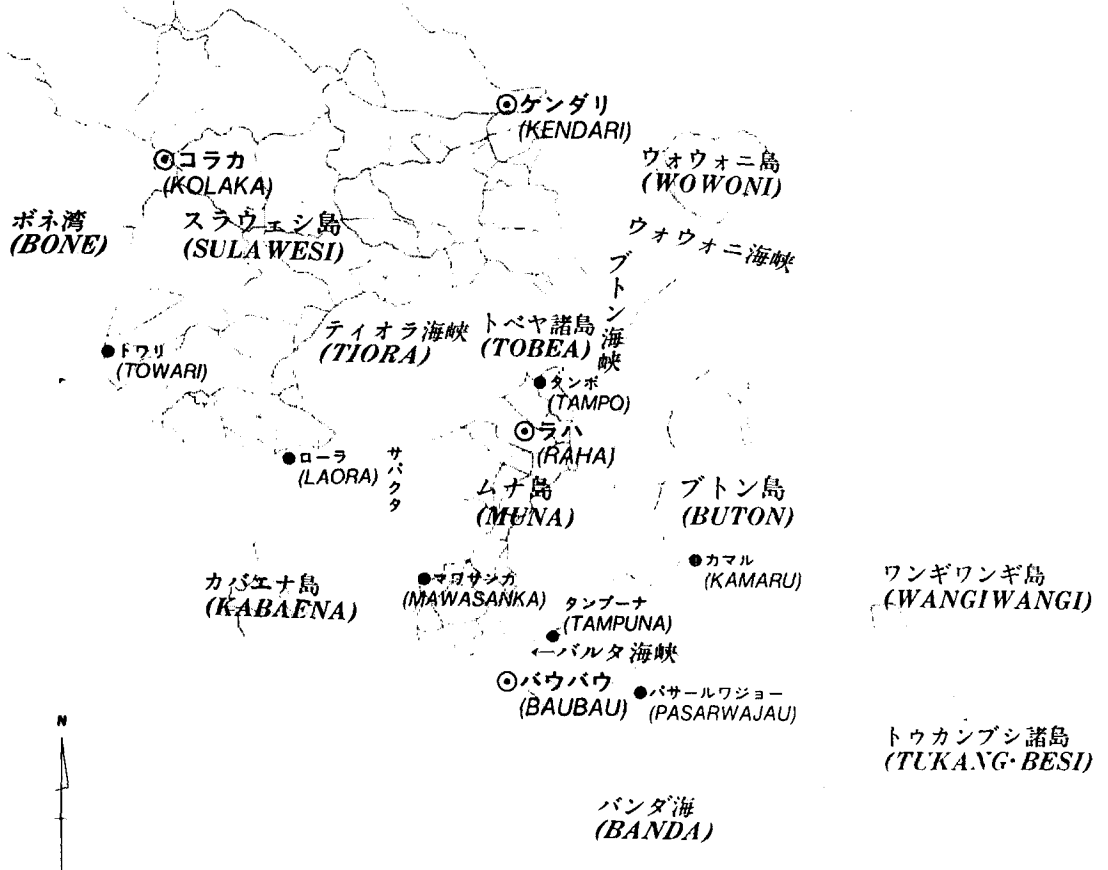 ケンダリ
(KENDARI)
コラカ
(KOLAKA)
ウォウォニ島
(WOWONI)
ボネ湾
(BONE)
スラウェシ島
(SULAWESI)
ウォウォニ海峡
ブトン海峡
ティオラ海峡
(TIORA)
トベヤ諸島
(TOBEA)
トワリ
(TOWARI)
タンポ
(TAMPO)
ラハ
(RAHA)
ローラ
(LAORA)
サパクタ
ムナ島
(MUNA)
ブトン島
(BUTON)
カマル
(KAMARU)
カバエナ島
(KABAENA)
マワサンカ
(MAWASANKA)
ワンギワンギ島
(WANGIWANGI)
タンプーナ
(TAMPUNA)
←バルタ海峡
バウバウ
(BAUBAU)
パサールワジョー
(PASARWAJAU)
N
トゥカンブシ諸島
(TUKANG·BESI)
バンダ海
(BANDA)